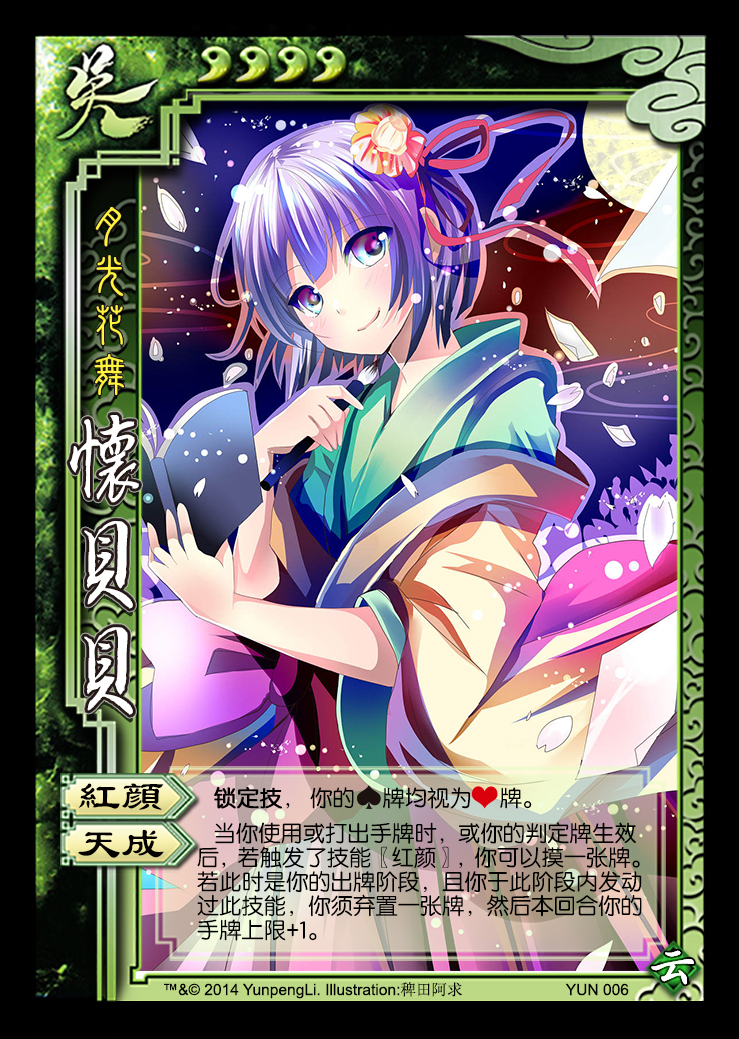 吴
月光花舞
懷貝貝
紅顔
锁定技， 你的♠牌均视为♥牌。
天成
当你使用或打出手牌时，或你的判定牌生效
后，若触发了技能〖红颜〗，你可以摸一张牌。
若此时是你的出牌阶段，且你于此阶段内发动
过此技能，你须弃置一张牌，然后本回合你的
手牌上限+1。
™&© 2014 YunpengLi. Illustration:稗田阿求
YUN 006
云